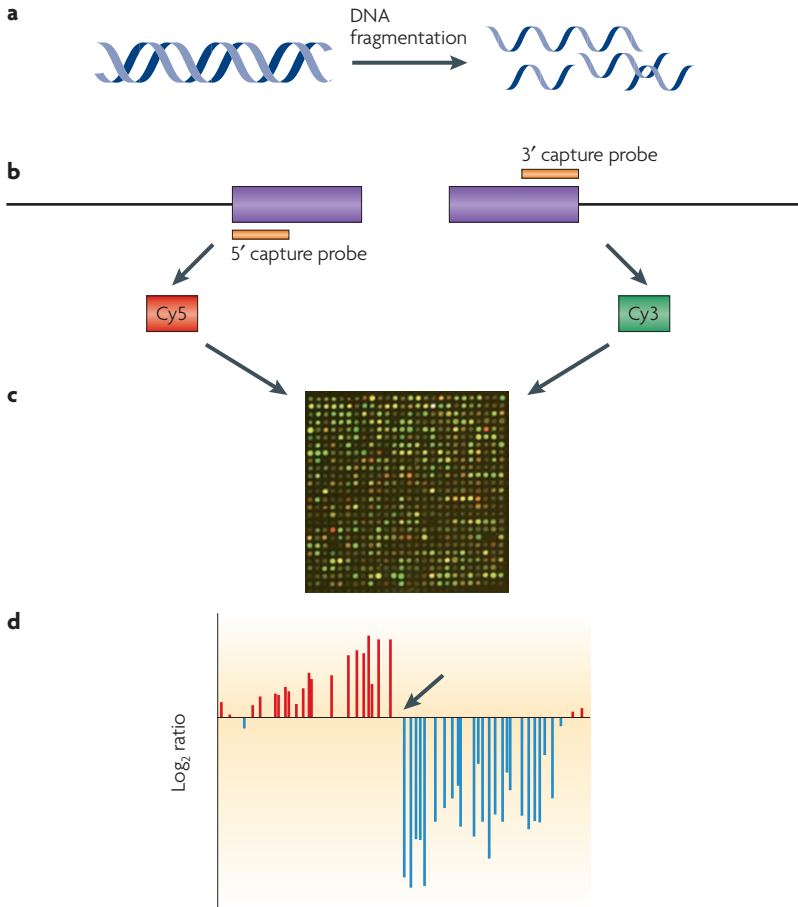 a
DNA
fragmentation
b
3′ capture probe
5′ capture probe
Cy5
Cy3
c
d
Log₂ ratio